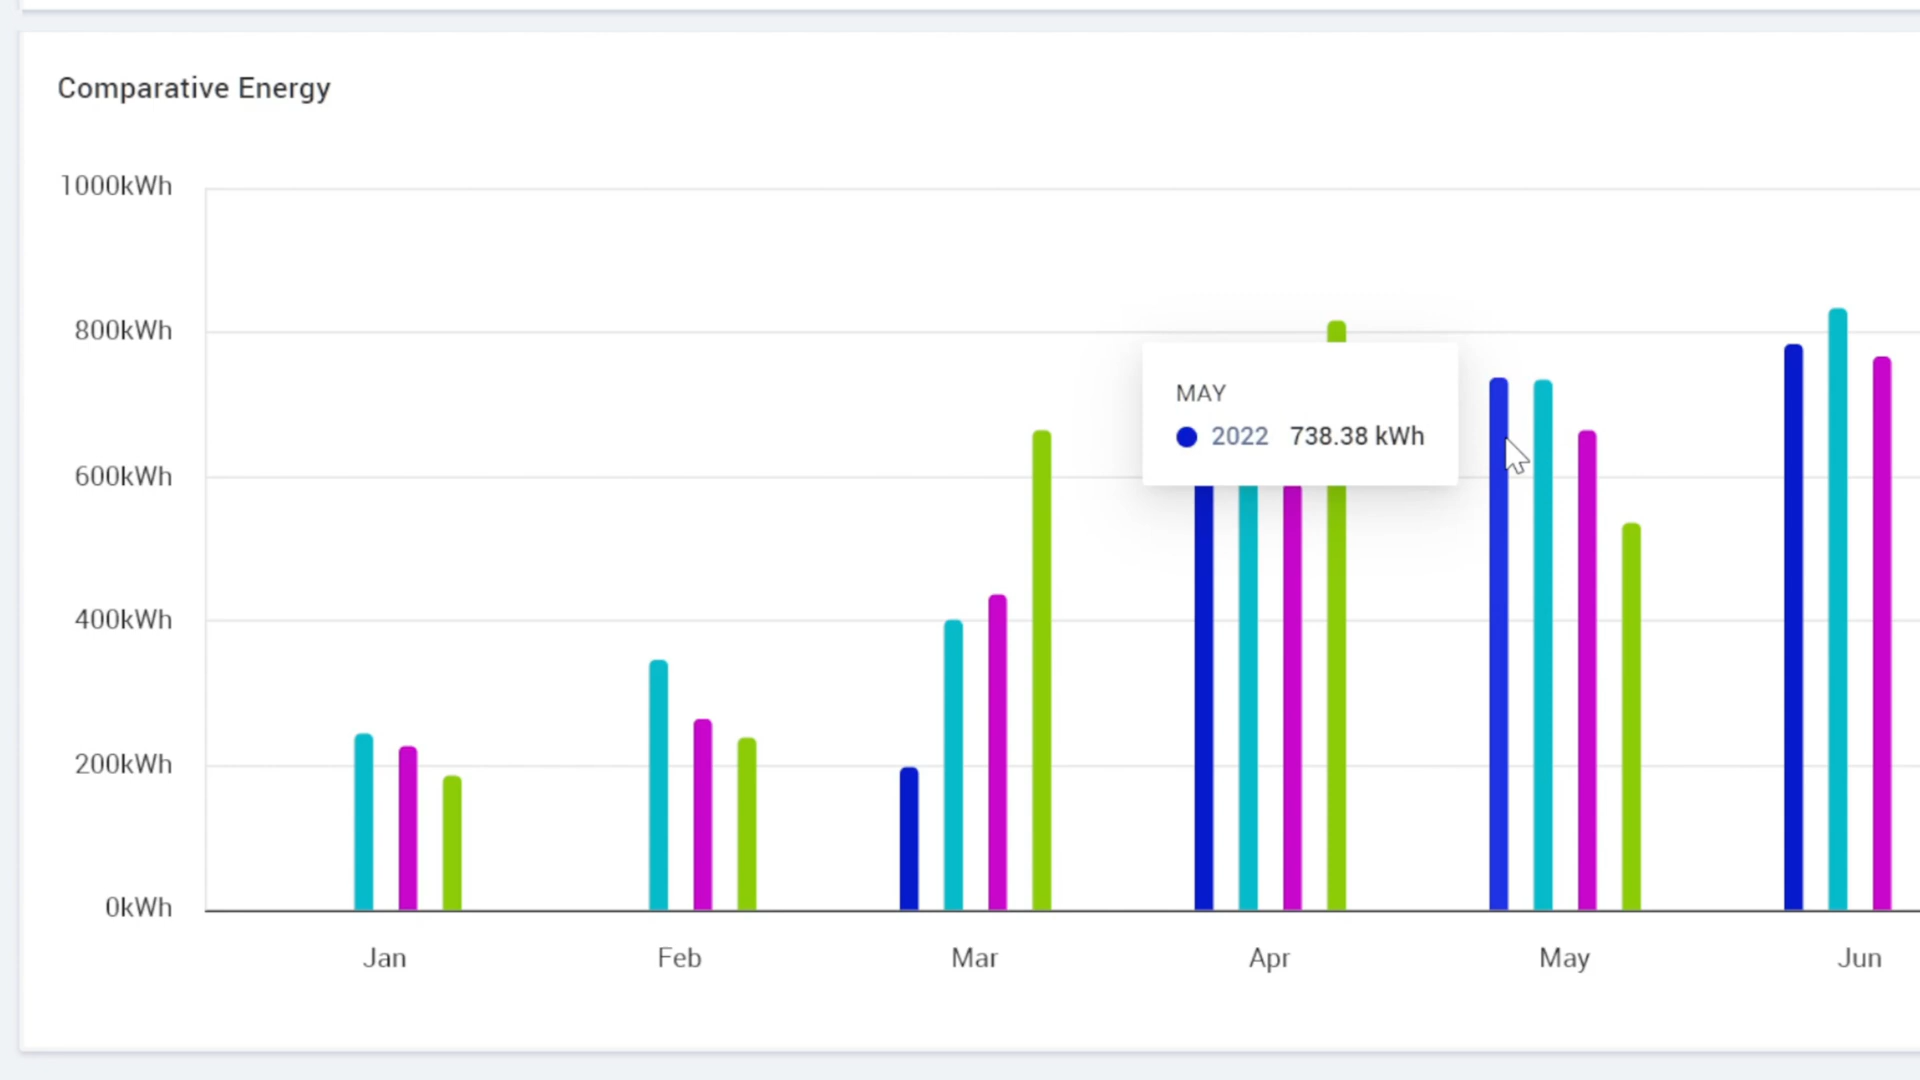 Comparative Energy
1000kWh
800kWh
600kWh
400kWh
200kWh
0kWh
MAY
2022 738.38 kWh
Jan Feb Mar Apr May Jun